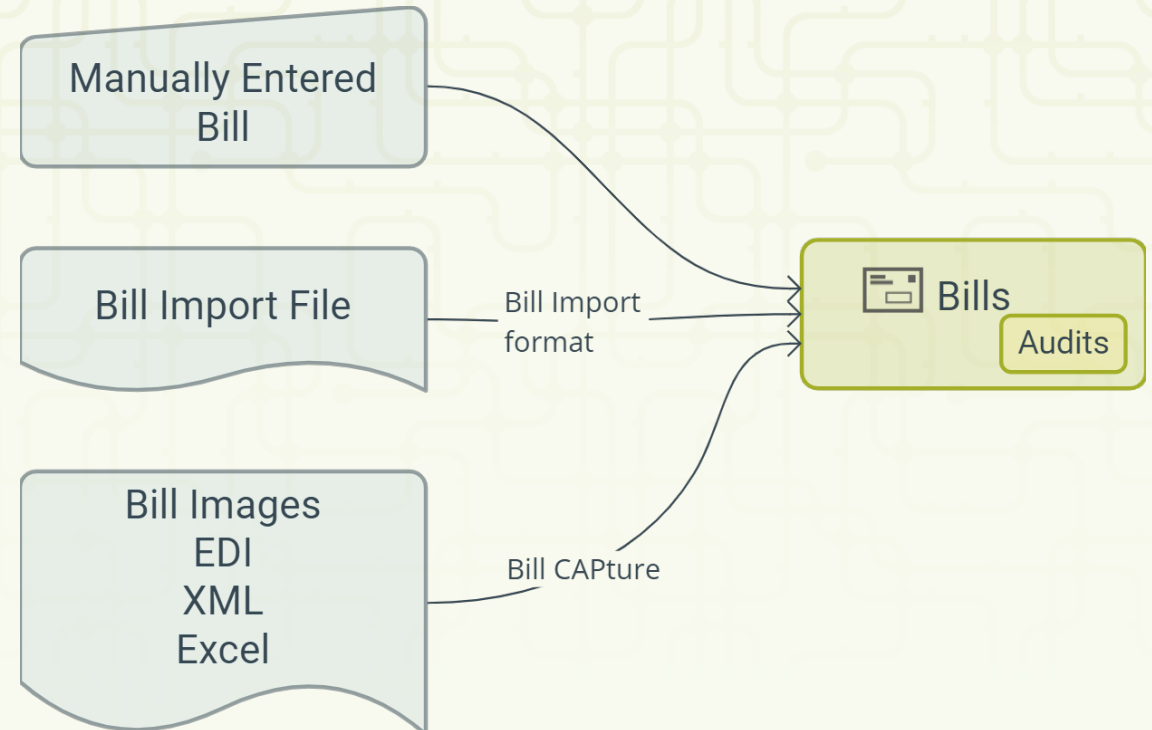 Manually Entered
Bill
Bill Import File
Bill Import
format
Bills
Audits
Bill Images
EDI
XML
Excel
Bill CAPture